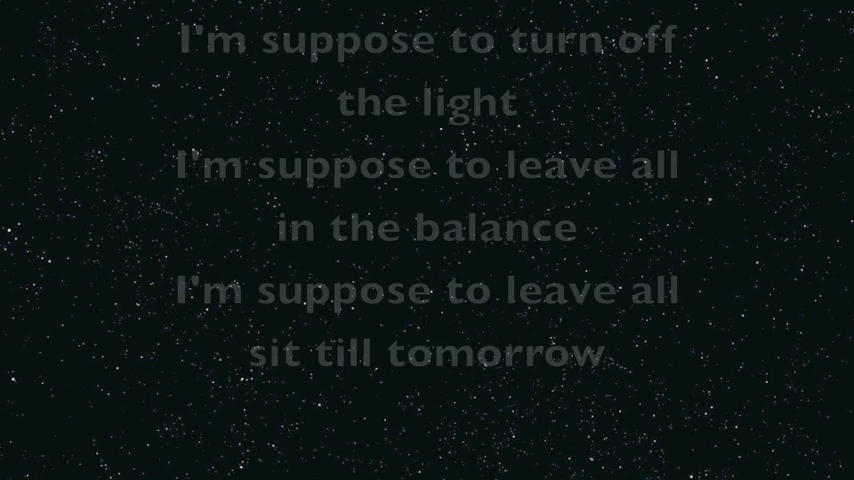 I'm suppose to turn off
the light
I'm suppose to leave all
in the balance
I'm suppose to leave all
sit till tomorrow